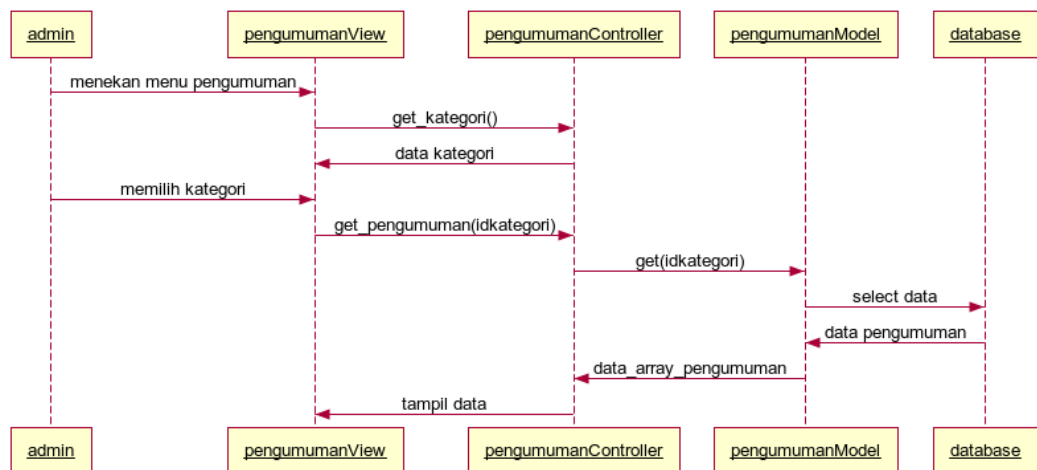 admin
pengumumanView
pengumumanController
pengumumanModel
database
menekan menu pengumuman
get_kategori()
data kategori
memilih kategori
get_pengumuman(idkategori)
get(idkategori)
select data
data pengumuman
data_array_pengumuman
tampil data
admin
pengumumanView
pengumumanController
pengumumanModel
database